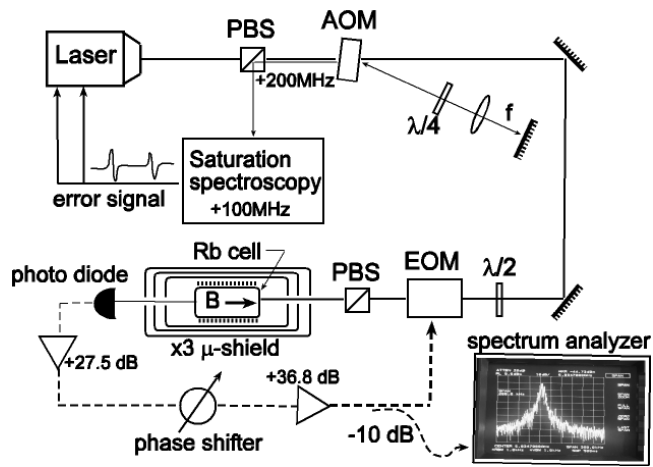 PBS
AOM
Laser
+200MHz
λ/4
f
Saturation
spectroscopy
+100MHz
error signal
Rb cell
photo diode
PBS
EOM
λ/2
B
x3 μ-shield
+27.5 dB
+36.8 dB
phase shifter
-10 dB
spectrum analyzer